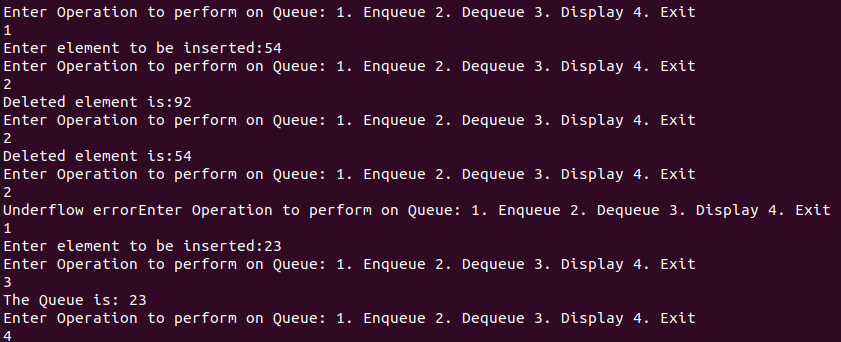 Enter Operation to perform on Queue: 1. Enqueue 2. Dequeue 3. Display 4. Exit
1
Enter element to be inserted:54
Enter Operation to perform on Queue: 1. Enqueue 2. Dequeue 3. Display 4. Exit
2
Deleted element is:92
Enter Operation to perform on Queue: 1. Enqueue 2. Dequeue 3. Display 4. Exit
2
Deleted element is:54
Enter Operation to perform on Queue: 1. Enqueue 2. Dequeue 3. Display 4. Exit
2
Underflow errorEnter Operation to perform on Queue: 1. Enqueue 2. Dequeue 3. Display 4. Exit
1
Enter element to be inserted:23
Enter Operation to perform on Queue: 1. Enqueue 2. Dequeue 3. Display 4. Exit
3
The Queue is: 23
Enter Operation to perform on Queue: 1. Enqueue 2. Dequeue 3. Display 4. Exit
4